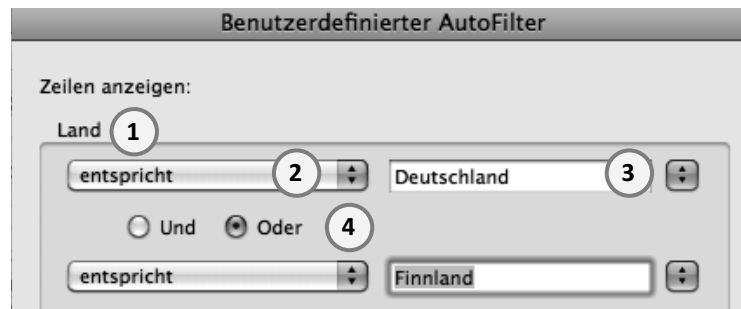 Benutzerdefinierter AutoFilter
Zeilen anzeigen:
Land 1
entspricht 2 Deutschland 3
Und Oder 4
entspricht Finnland